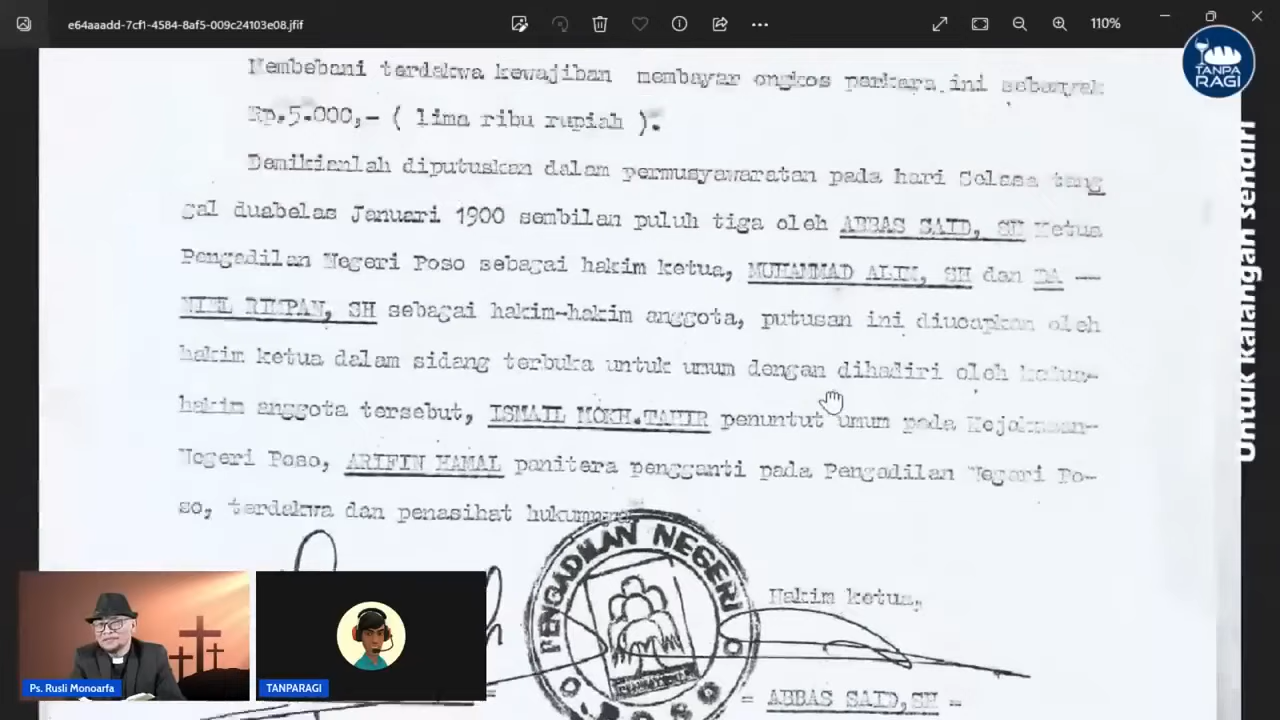 e64aaadd-7cf1-4584-8af5-009c24103e08.jfif
110%
TANPA
RAGI
Untuk kalangan sendiri
Membebani terdakwa kewajiban membayar ongkos perkara ini sebanyak
Rp.5.000,- ( lima ribu rupiah ).
Demikianlah diputuskan dalam permusyawaratan pada hari Selasa tang
gal duabelas Januari 1900 sembilan puluh tiga oleh ABBAS SAID, SH Ketua
Pengadilan Negeri Poso sebagai hakim ketua, MUHAMMAD ALIM, SH dan DA —
NIEL RIMPAN, SH sebagai hakim-hakim anggota, putusan ini diucapkan oleh
hakim ketua dalam sidang terbuka untuk umum dengan dihadiri oleh
hakim anggota tersebut, ISMAIL MOKH.TAHIR penuntut umum pada Kejaksaan-
Negeri Poso, ARIFIN KAMAL panitera pengganti pada Pengadilan Negeri Po-
so, terdakwa dan penasihat hukumnya
PENGADILAN NEGERI
POSO
Hakim ketua,
= ABBAS SAID,SH =
Ps. Rusli Monoarfa
TANPARAGI